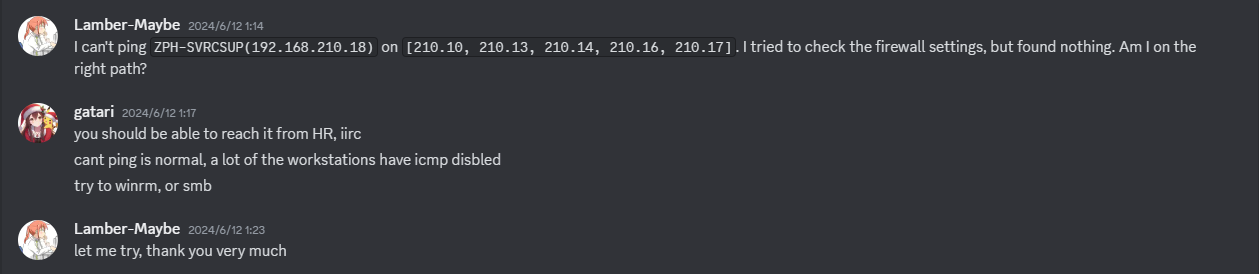 Lamber-Maybe 2024/6/12 1:14
I can't ping ZPH-SVRCSUP(192.168.210.18) on [210.10, 210.13, 210.14, 210.16, 210.17]. I tried to check the firewall settings, but found nothing. Am I on the
right path?
gatari 2024/6/12 1:17
you should be able to reach it from HR, iirc
cant ping is normal, a lot of the workstations have icmp disbled
try to winrm, or smb
Lamber-Maybe 2024/6/12 1:23
let me try, thank you very much